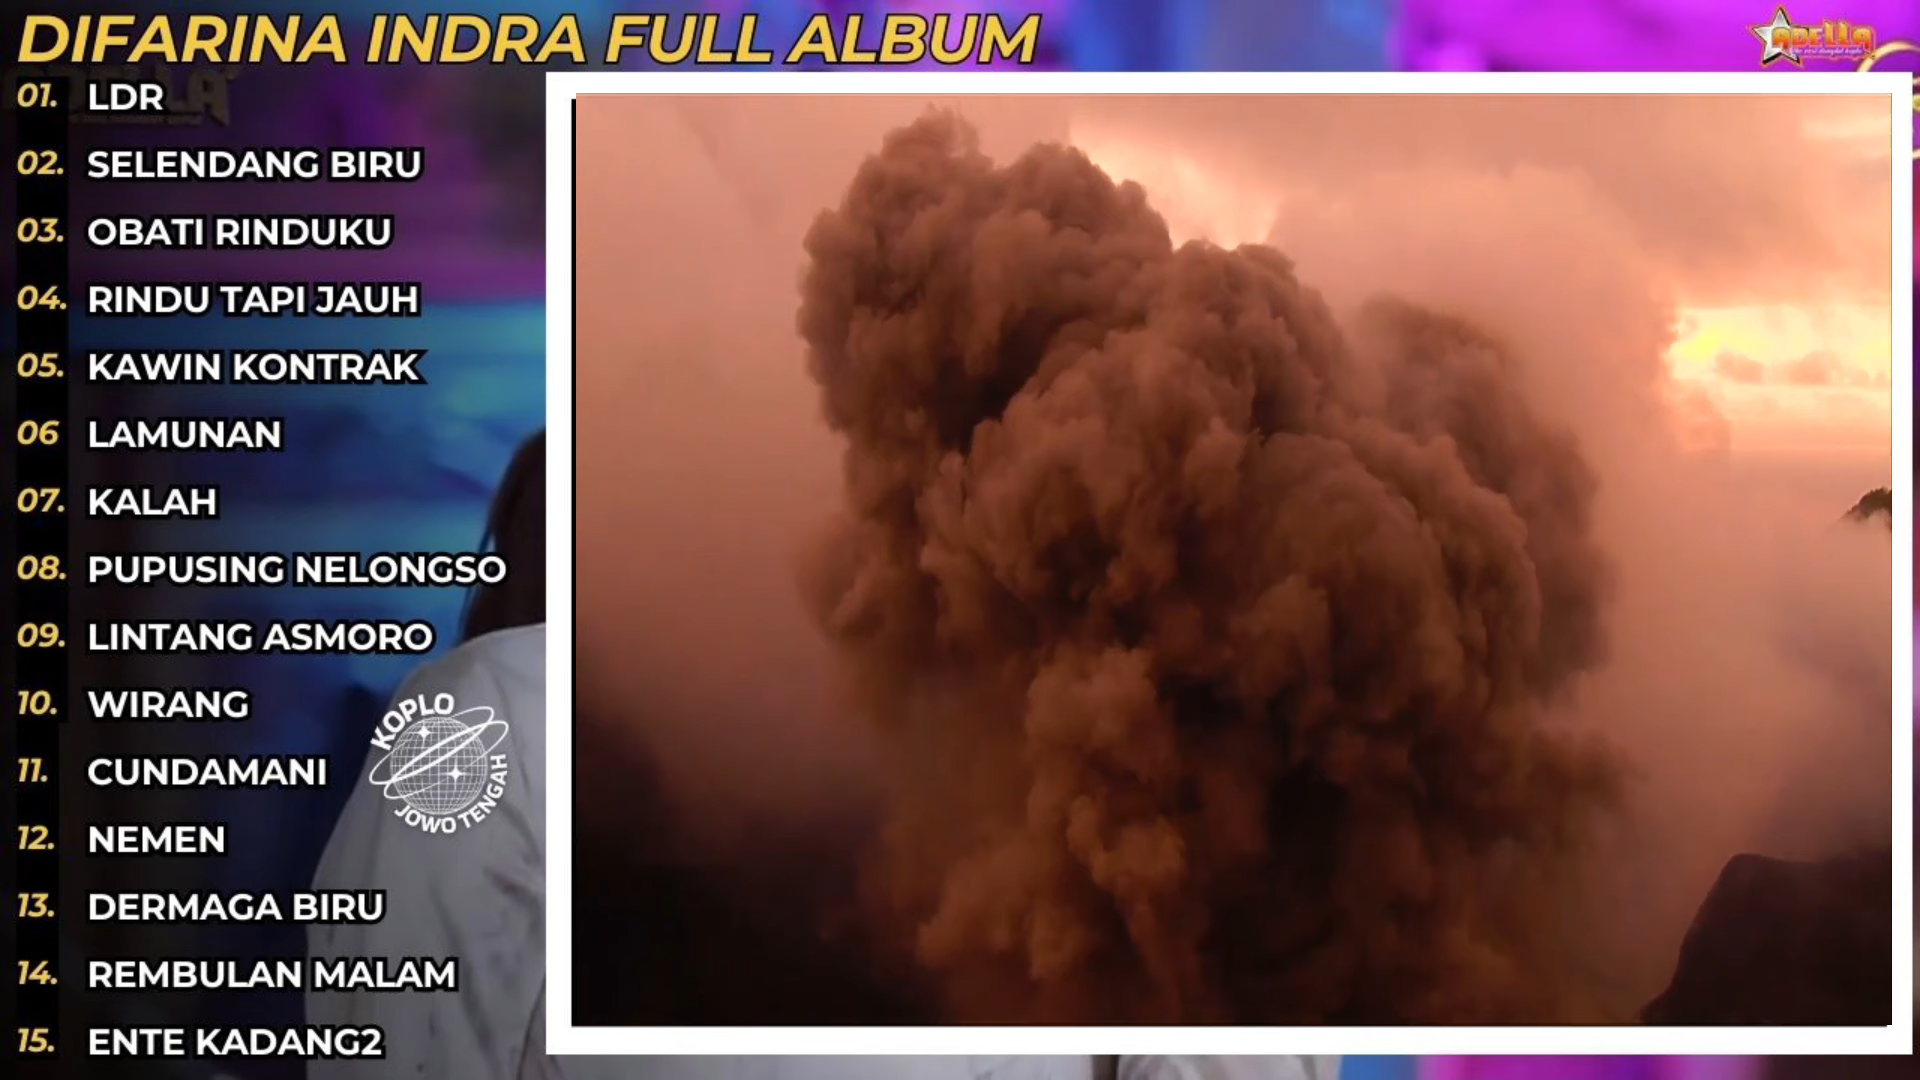 DIFARINA INDRA FULL ALBUM
ADELLA
01. LDR
02. SELENDANG BIRU
03. OBATI RINDUKU
04. RINDU TAPI JAUH
05. KAWIN KONTRAK
06 LAMUNAN
07. KALAH
08. PUPUSING NELONGSO
09. LINTANG ASMORO
10. WIRANG
11. CUNDAMANI
12. NEMEN
13. DERMAGA BIRU
14. REMBULAN MALAM
15. ENTE KADANG2
KOPLO
JOWO TENGAH